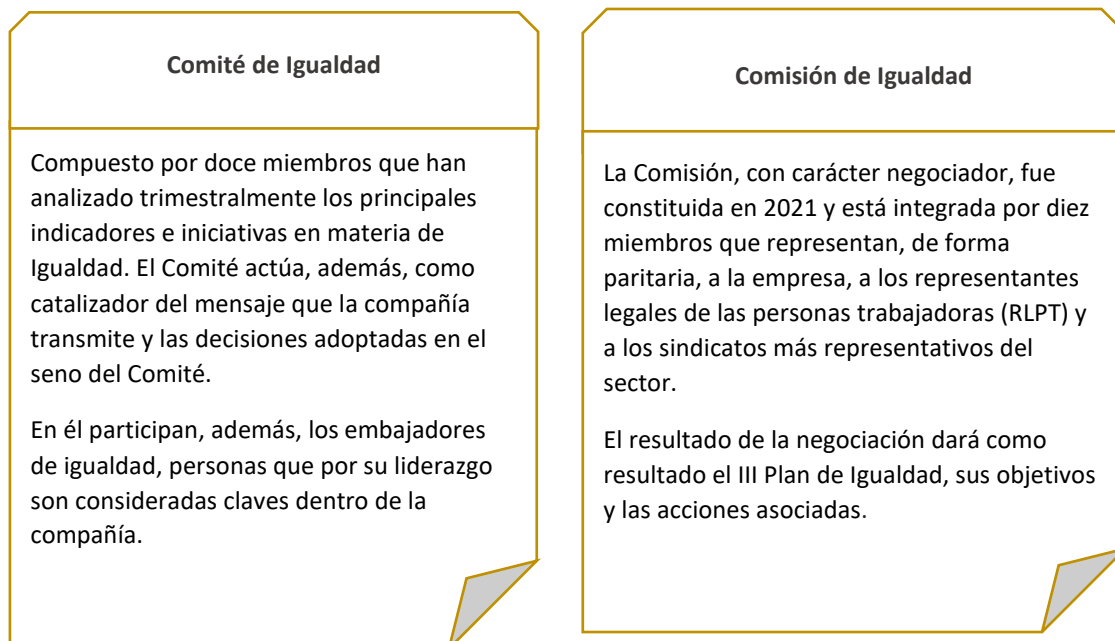 Comité de Igualdad
Compuesto por doce miembros que han
analizado trimestralmente los principales
indicadores e iniciativas en materia de
Igualdad. El Comité actúa, además, como
catalizador del mensaje que la compañía
transmite y las decisiones adoptadas en el
seno del Comité.
En él participan, además, los embajadores
de igualdad, personas que por su liderazgo
son consideradas claves dentro de la
compañía.
Comisión de Igualdad
La Comisión, con carácter negociador, fue
constituida en 2021 y está integrada por diez
miembros que representan, de forma
paritaria, a la empresa, a los representantes
legales de las personas trabajadoras (RLPT) y
a los sindicatos más representativos del
sector.
El resultado de la negociación dará como
resultado el III Plan de Igualdad, sus objetivos
y las acciones asociadas.